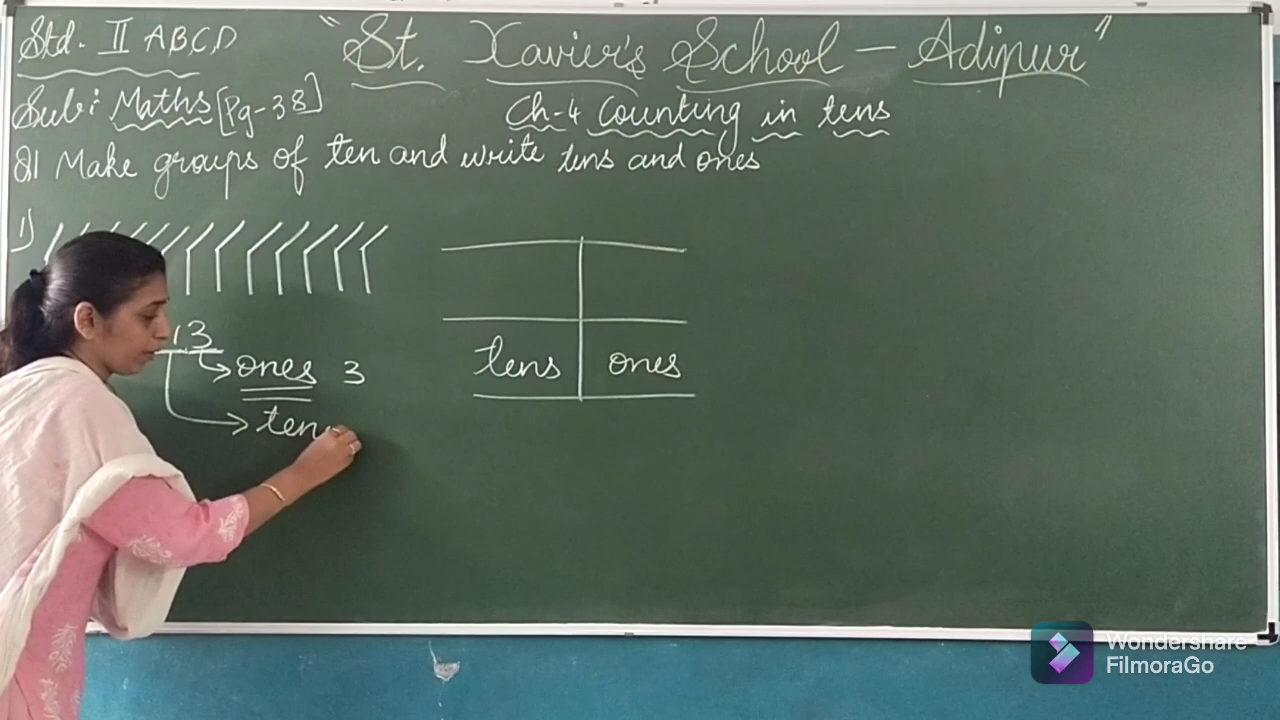 Std. II A B C D
"St. Xavier's School – Adipur"
Sub: Maths [Pg-38]
Ch-4 Counting in tens
Q1 Make groups of ten and write tens and ones
1)
13
ones 3
ten
tens ones
Wondershare
FilmoraGo